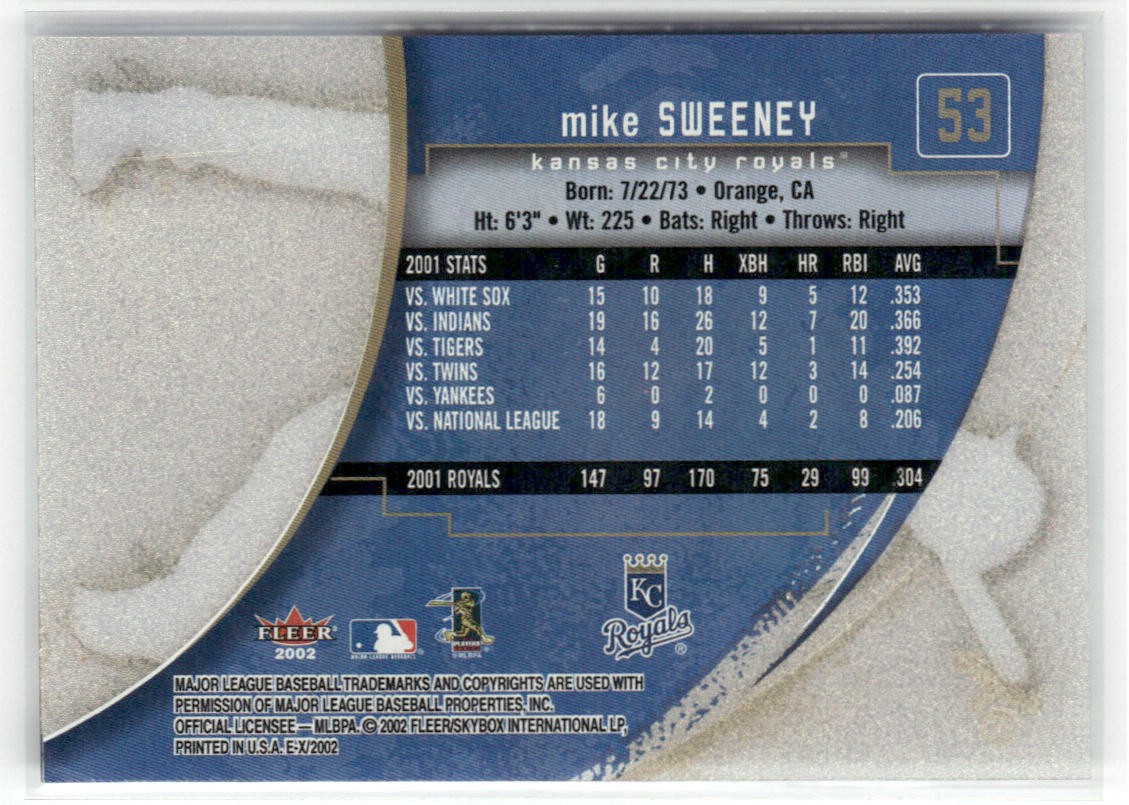 53
mike SWEENEY
kansas city royals®
Born: 7/22/73 • Orange, CA
Ht: 6'3" • Wt: 225 • Bats: Right • Throws: Right
2001 STATS G R H XBH HR RBI AVG
VS. WHITE SOX 15 10 18 9 5 12 .353
VS. INDIANS 19 16 26 12 7 20 .366
VS. TIGERS 14 4 20 5 1 11 .392
VS. TWINS 16 12 17 12 3 14 .254
VS. YANKEES 6 0 2 0 0 0 .087
VS. NATIONAL LEAGUE 18 9 14 4 2 8 .206
2001 ROYALS 147 97 170 75 29 99 .304
KC
Royals®
FLEER®
2002
MAJOR LEAGUE BASEBALL
PLAYERS
©MLBPA
MAJOR LEAGUE BASEBALL TRADEMARKS AND COPYRIGHTS ARE USED WITH
PERMISSION OF MAJOR LEAGUE BASEBALL PROPERTIES, INC.
OFFICIAL LICENSEE — MLBPA. © 2002 FLEER/SKYBOX INTERNATIONAL LP,
PRINTED IN U.S.A. E-X/2002